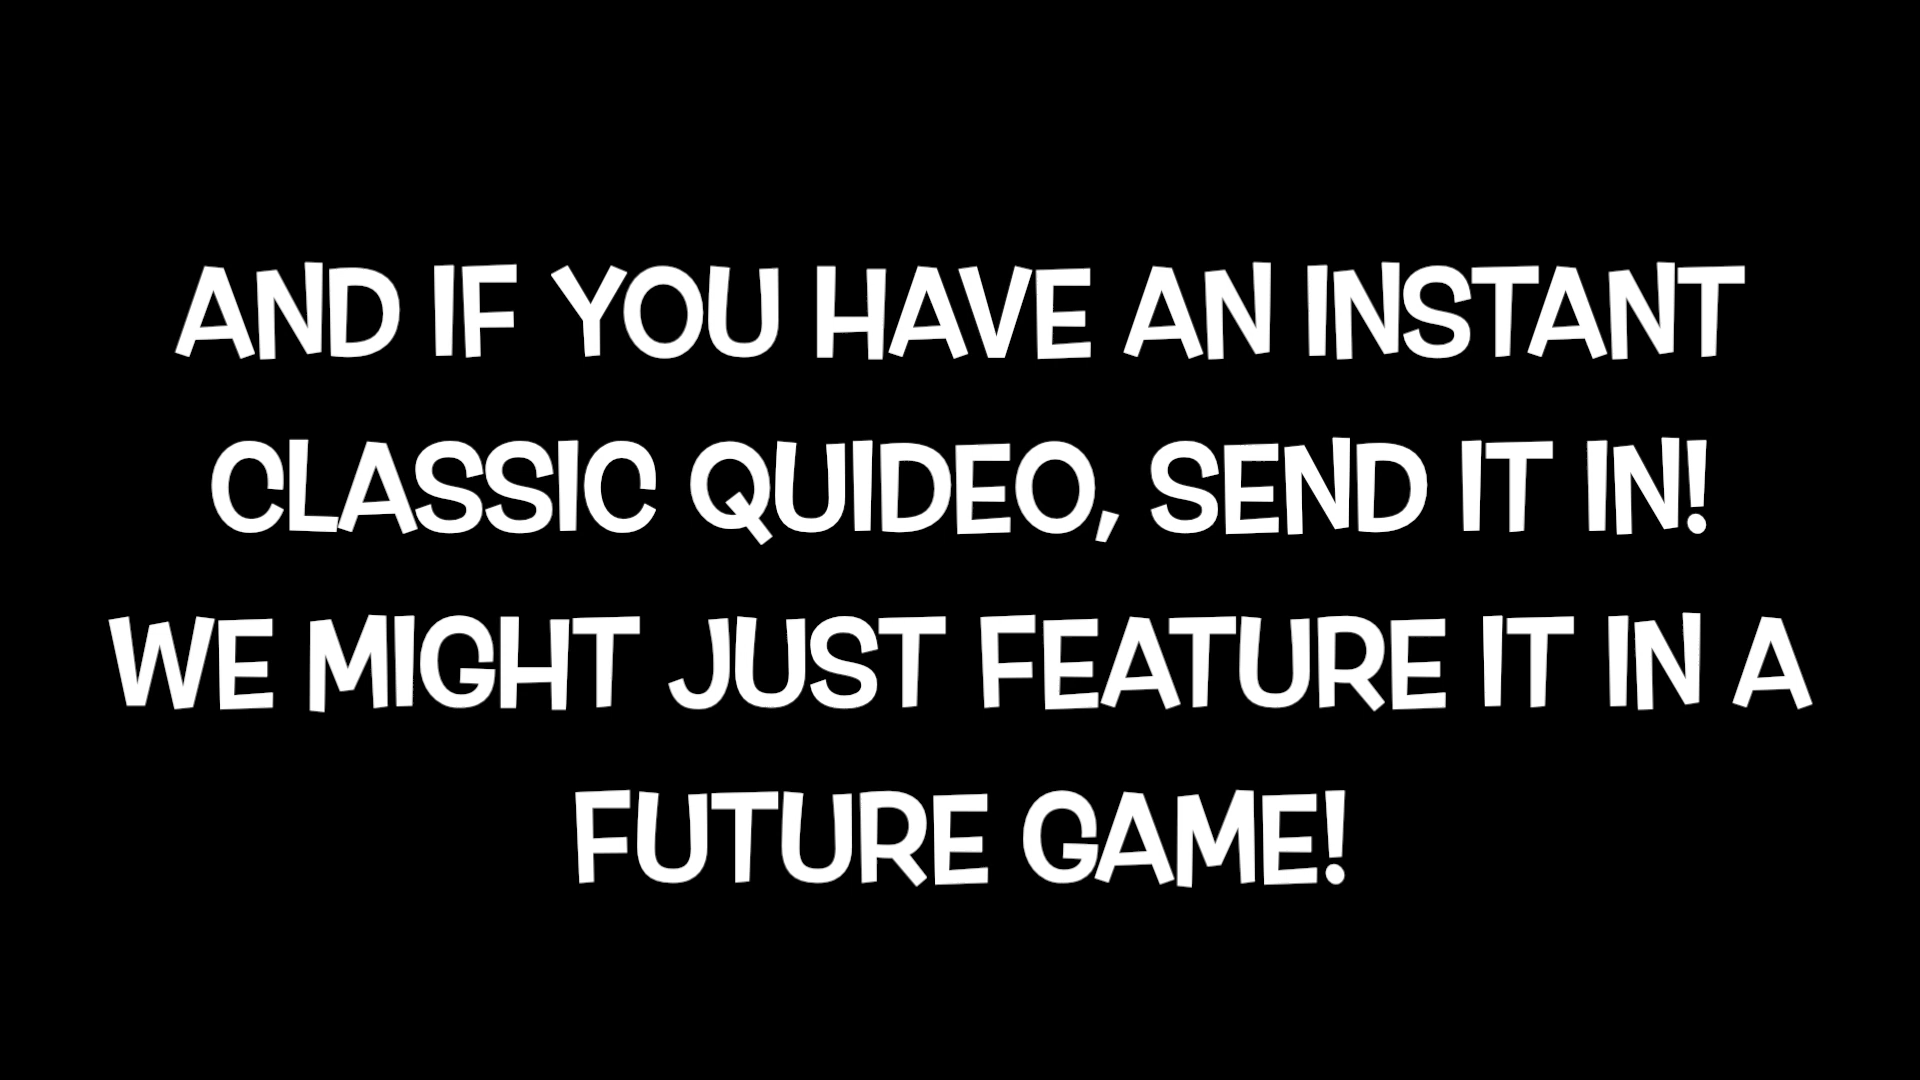 AND IF YOU HAVE AN INSTANT
CLASSIC QUIDEO, SEND IT IN!
WE MIGHT JUST FEATURE IT IN A
FUTURE GAME!